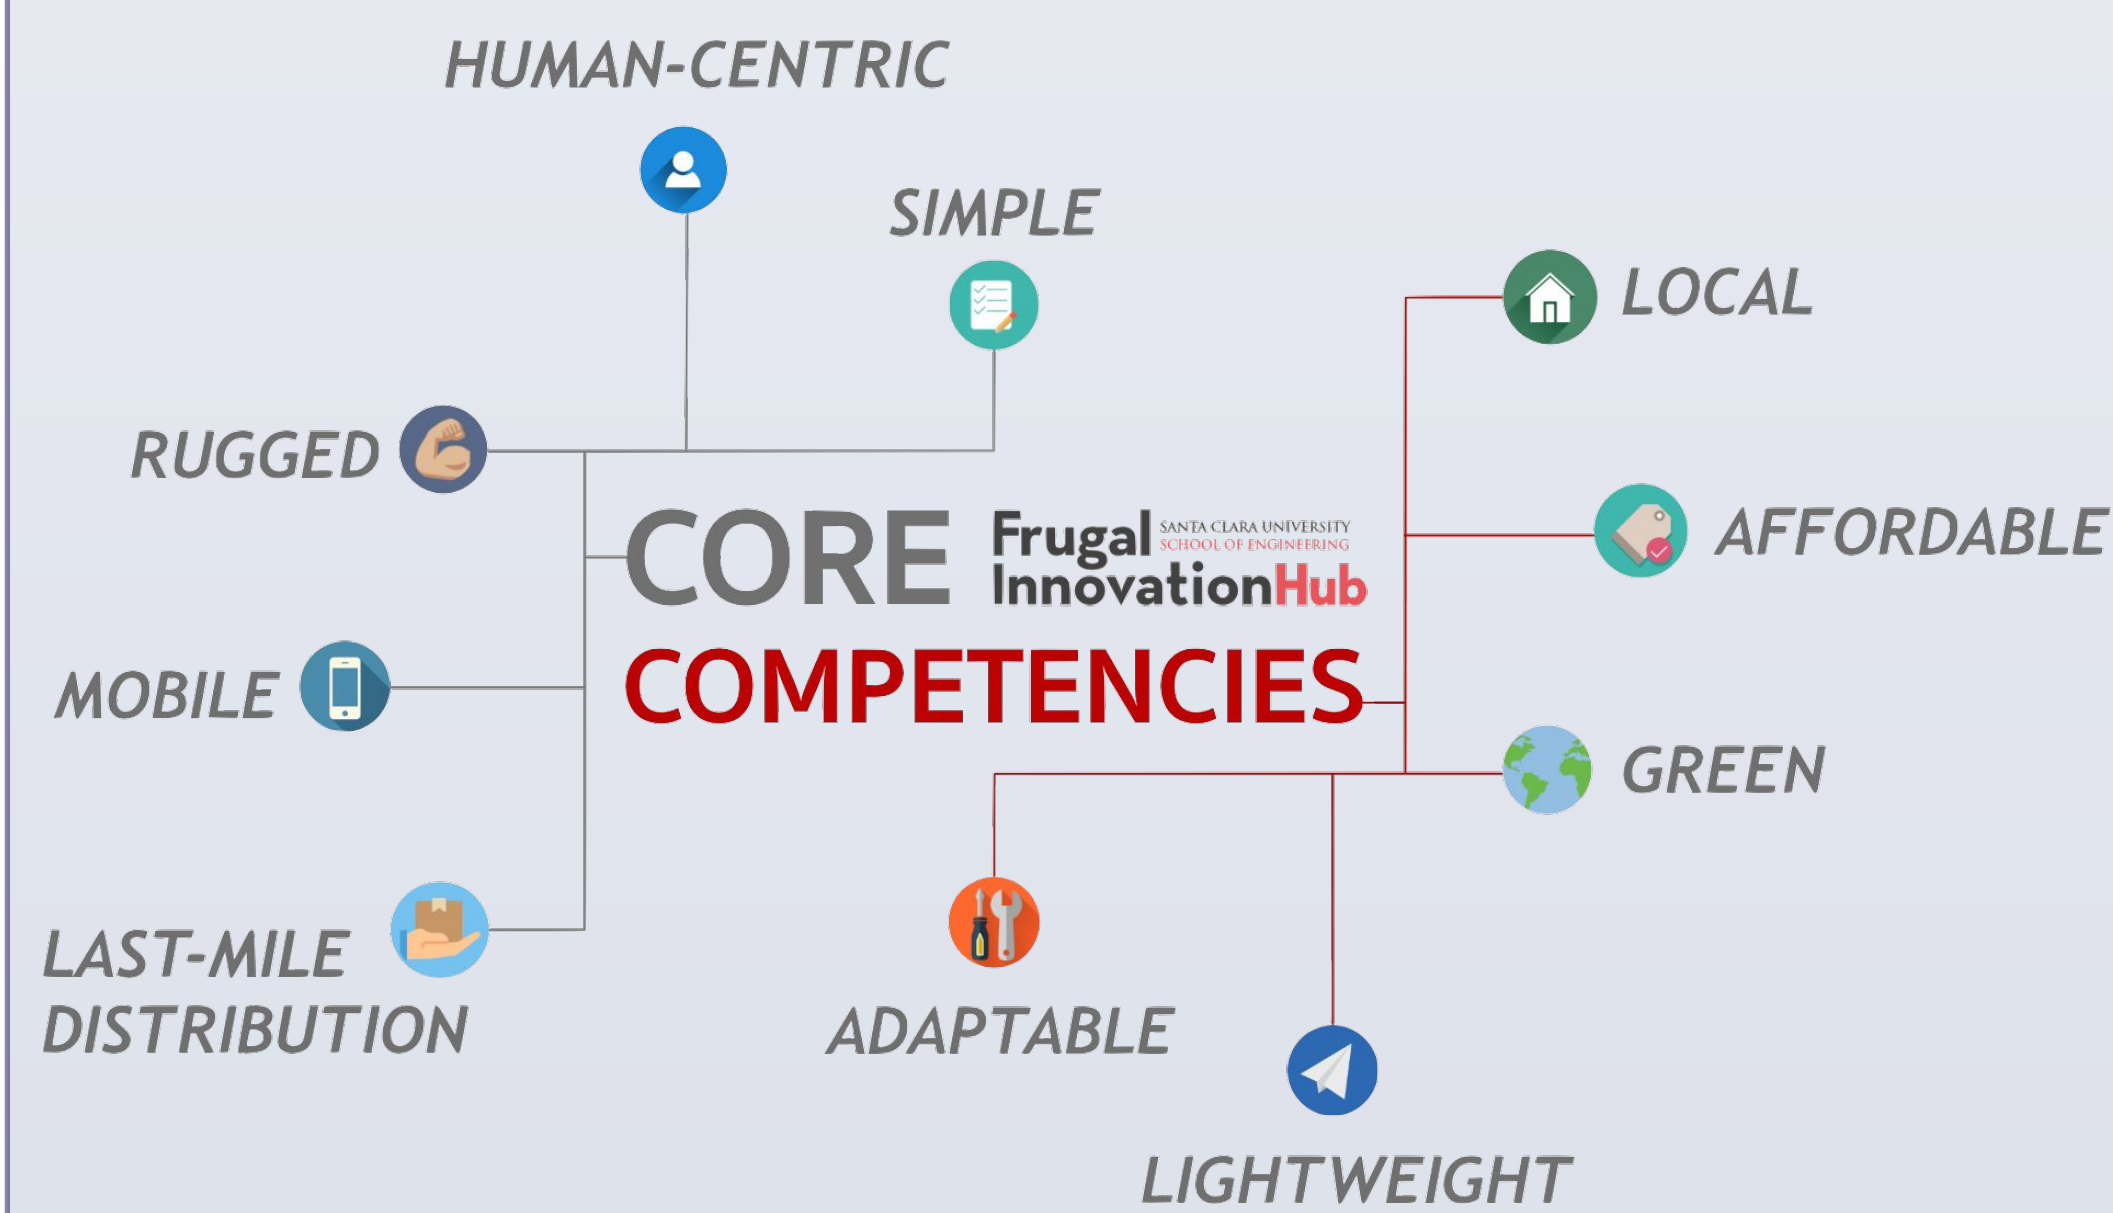 HUMAN-CENTRIC
SIMPLE
LOCAL
RUGGED
CORE
Frugal
InnovationHub
SANTA CLARA UNIVERSITY
SCHOOL OF ENGINEERING
AFFORDABLE
COMPETENCIES
MOBILE
GREEN
LAST-MILE
DISTRIBUTION
ADAPTABLE
LIGHTWEIGHT